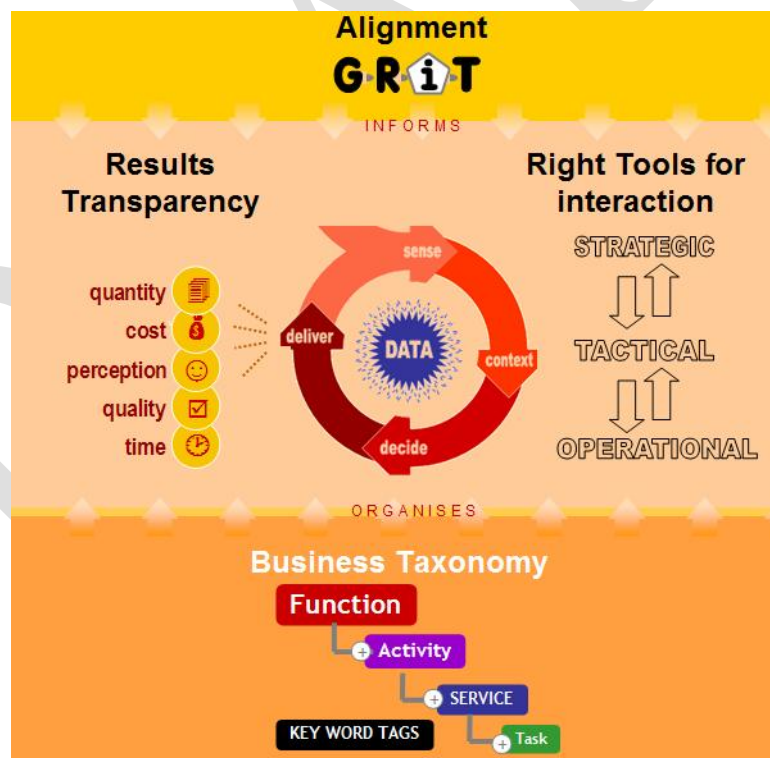 Alignment
G·R·i·T
INFORMS
Results
Transparency
Right Tools for
interaction
quantity
cost
perception
quality
time
sense
context
decide
deliver
DATA
STRATEGIC
TACTICAL
OPERATIONAL
ORGANISES
Business Taxonomy
Function
+ Activity
+ SERVICE
KEY WORD TAGS
+ Task